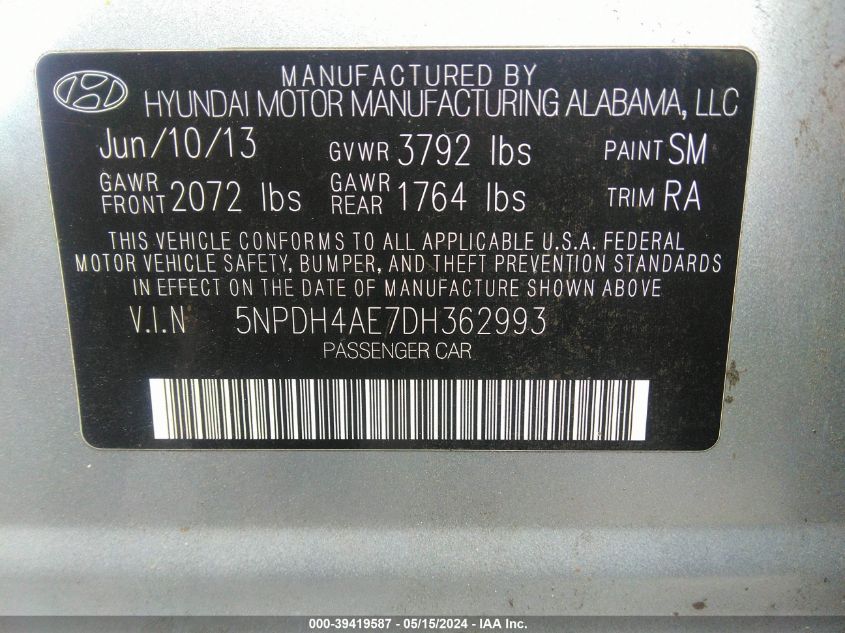 MANUFACTURED BY
HYUNDAI MOTOR MANUFACTURING ALABAMA, LLC
Jun/10/13 GVWR 3792 lbs PAINT SM
GAWR FRONT 2072 lbs GAWR REAR 1764 lbs TRIM RA
THIS VEHICLE CONFORMS TO ALL APPLICABLE U.S.A. FEDERAL
MOTOR VEHICLE SAFETY, BUMPER, AND THEFT PREVENTION STANDARDS
IN EFFECT ON THE DATE OF MANUFACTURE SHOWN ABOVE
V.I.N 5NPDH4AE7DH362993
PASSENGER CAR
000-39419587 - 05/15/2024 - IAA Inc.